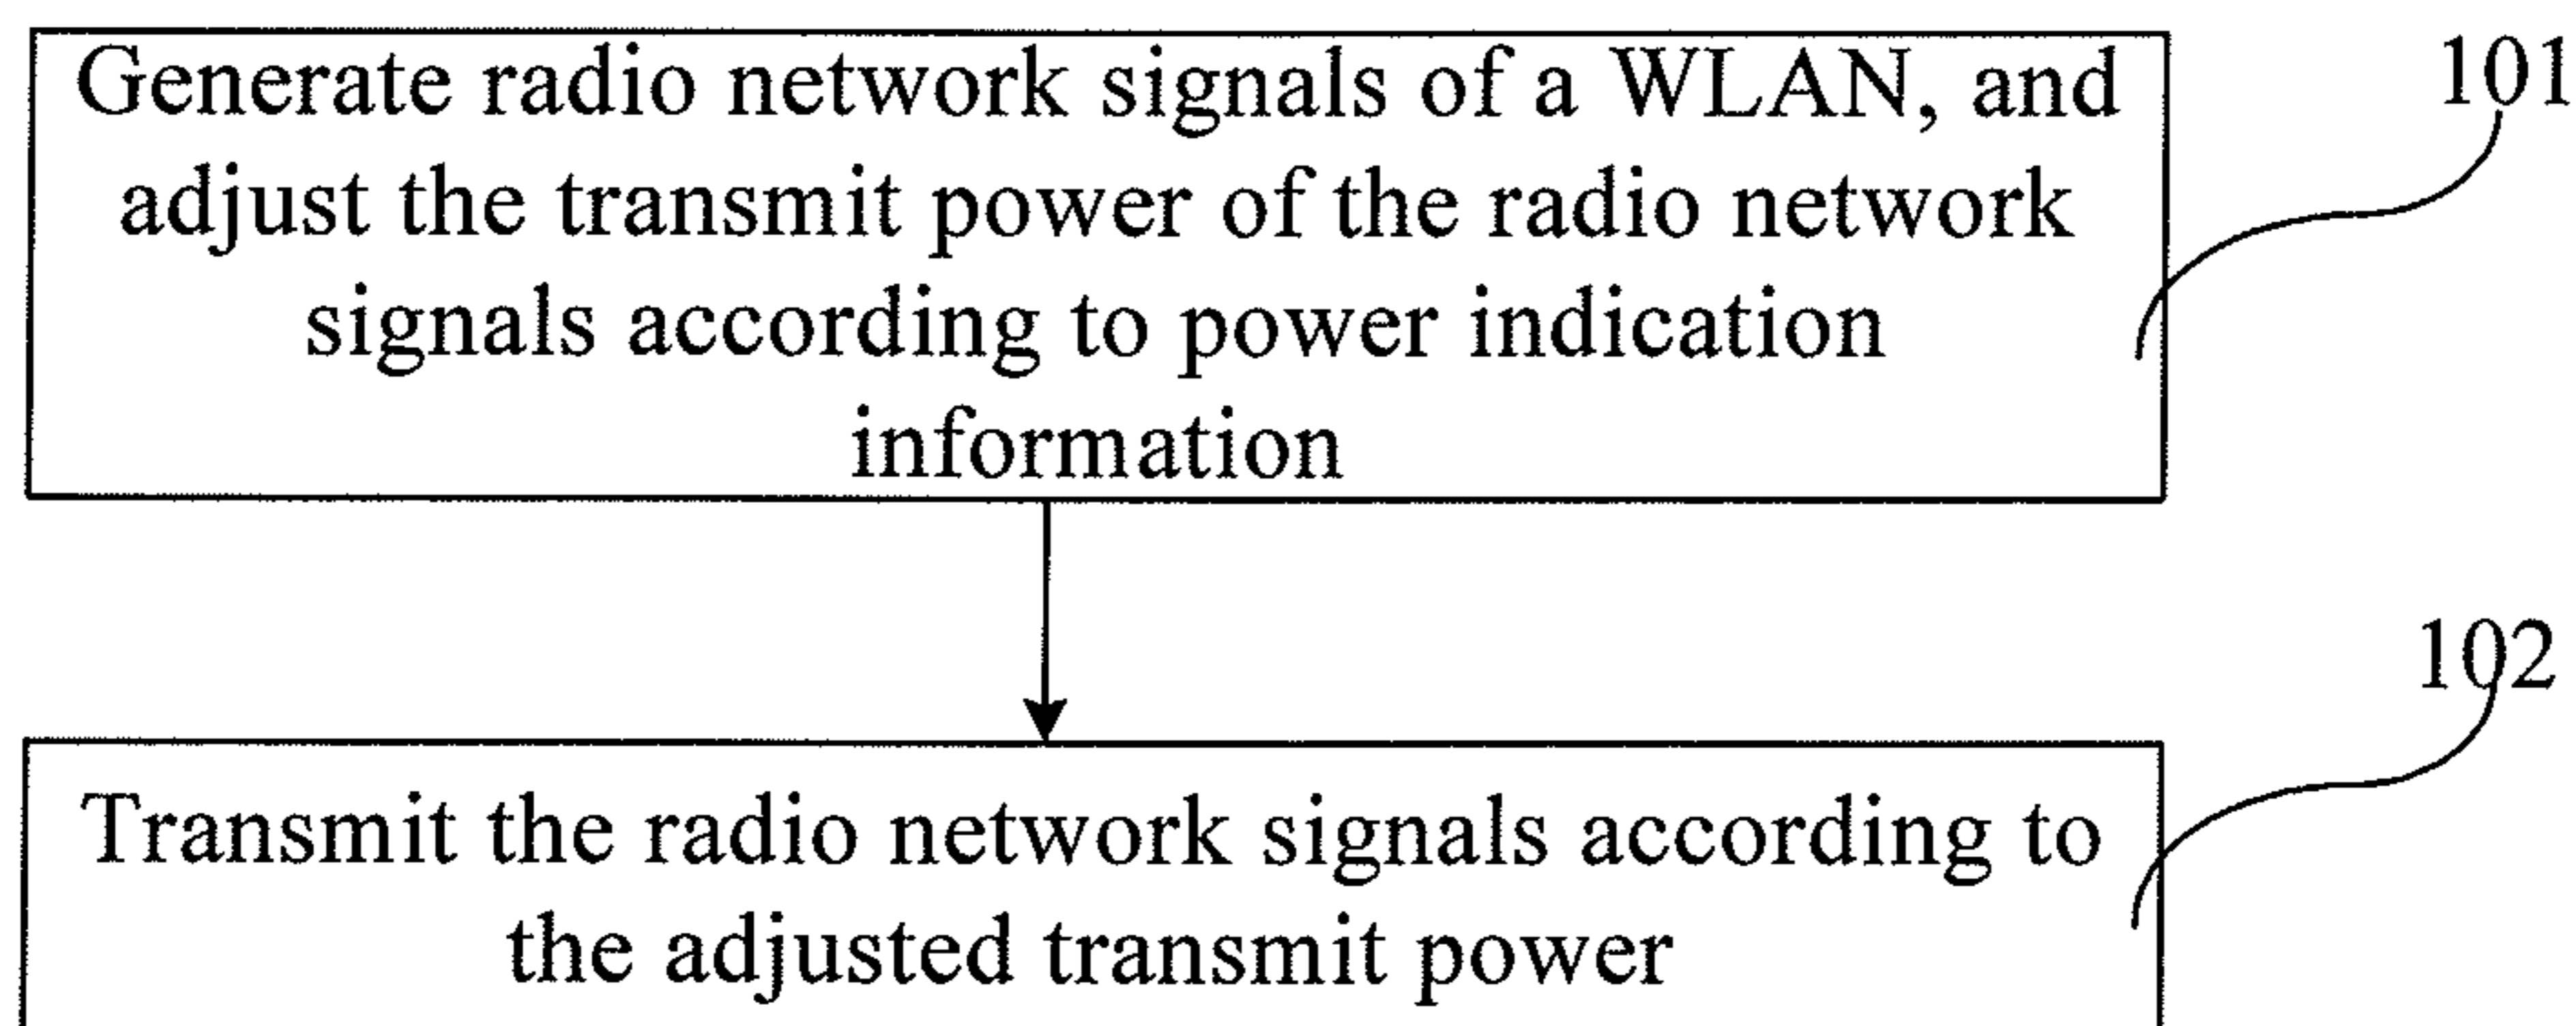 Generate radio network signals of a WLAN, and
adjust the transmit power of the radio network
signals according to power indication
information
101
102
Transmit the radio network signals according to
the adjusted transmit power